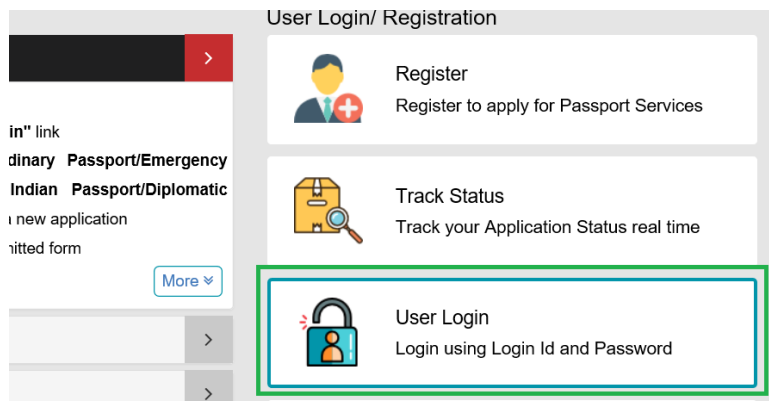 User Login/ Registration
Register
Register to apply for Passport Services
in" link
dinary Passport/Emergency
Indian Passport/Diplomatic
new application
nitted form
More
Track Status
Track your Application Status real time
User Login
Login using Login Id and Password